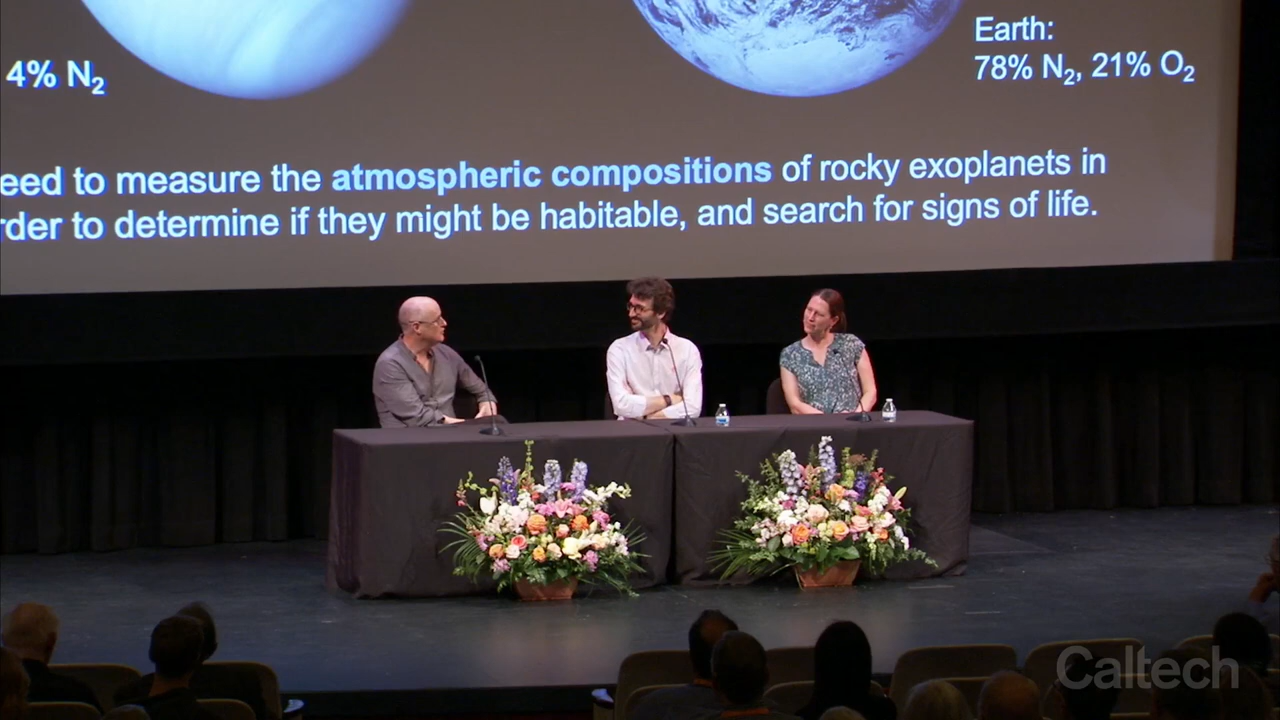 Earth:
4% N₂
78% N₂, 21% O₂
eed to measure the atmospheric compositions of rocky exoplanets in
rder to determine if they might be habitable, and search for signs of life.
Caltech